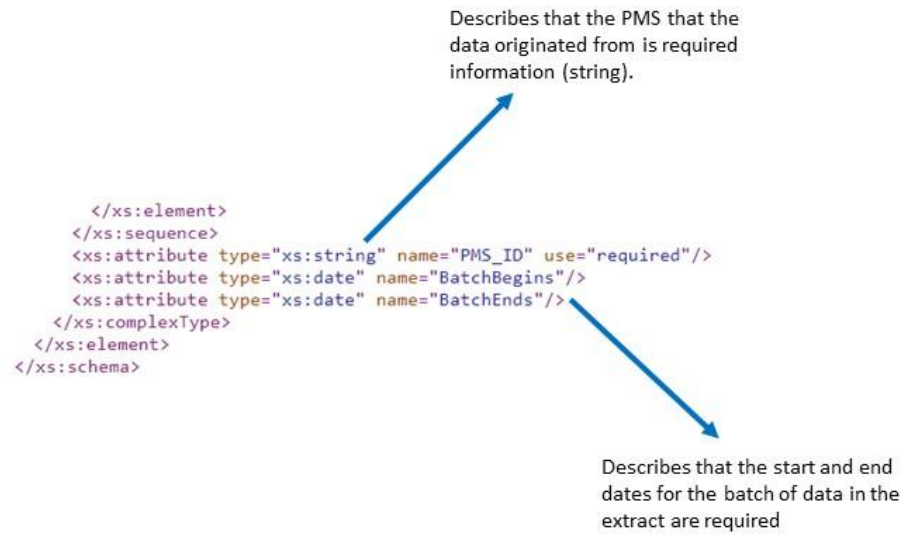 Describes that the PMS that the
data originated from is required
information (string).
</xs:element>
</xs:sequence>
<xs:attribute type="xs:string" name="PMS_ID" use="required"/>
<xs:attribute type="xs:date" name="BatchBegins"/>
<xs:attribute type="xs:date" name="BatchEnds"/>
</xs:complexType>
</xs:element>
</xs:schema>
Describes that the start and end
dates for the batch of data in the
extract are required